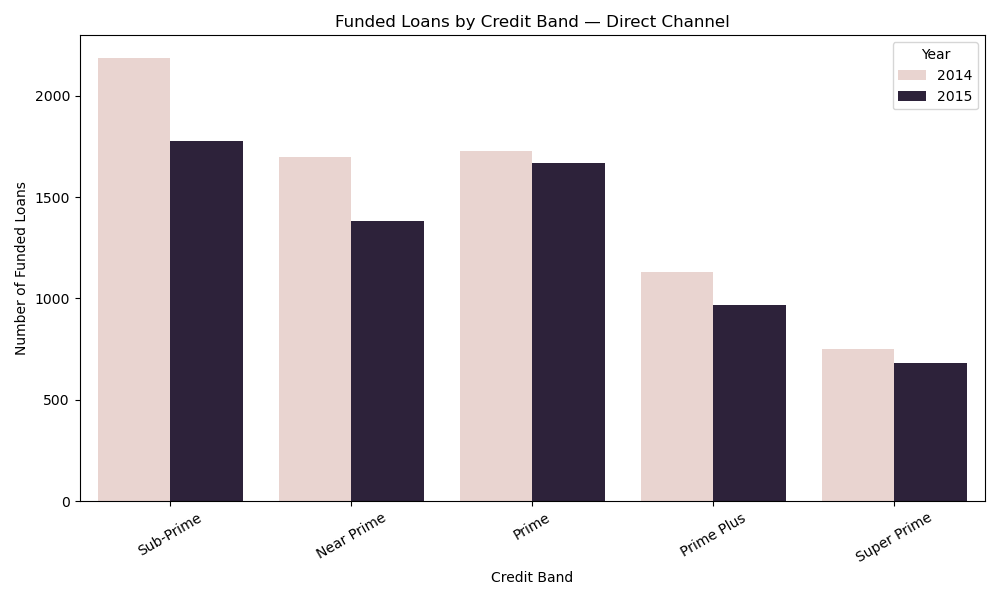 Funded Loans by Credit Band — Direct Channel
Year
2014
2015
Number of Funded Loans
2000
1500
1000
500
0
Sub-Prime
Near Prime
Prime
Prime Plus
Super Prime
Credit Band